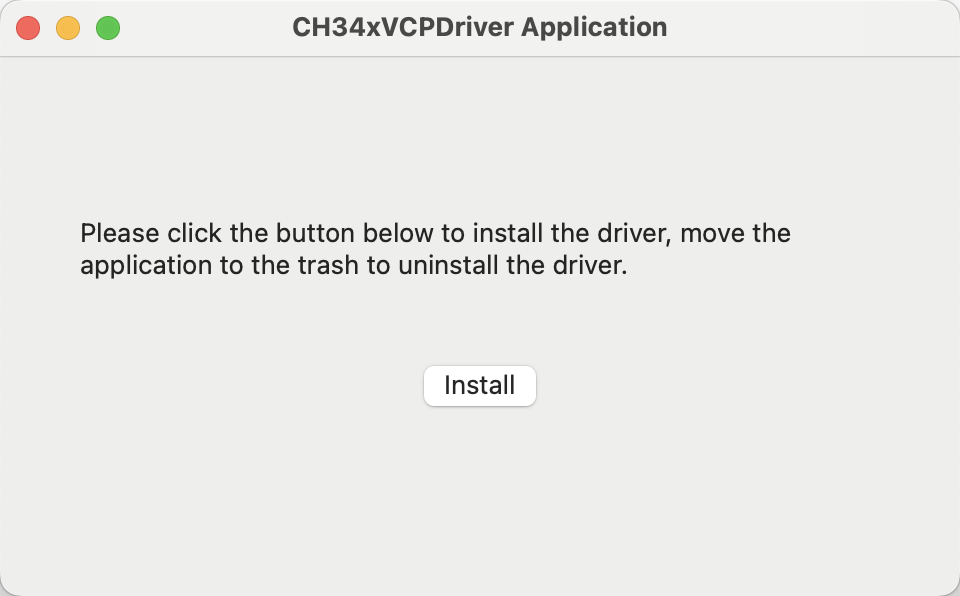 CH34xVCPDriver Application
Please click the button below to install the driver, move the
application to the trash to uninstall the driver.
Install